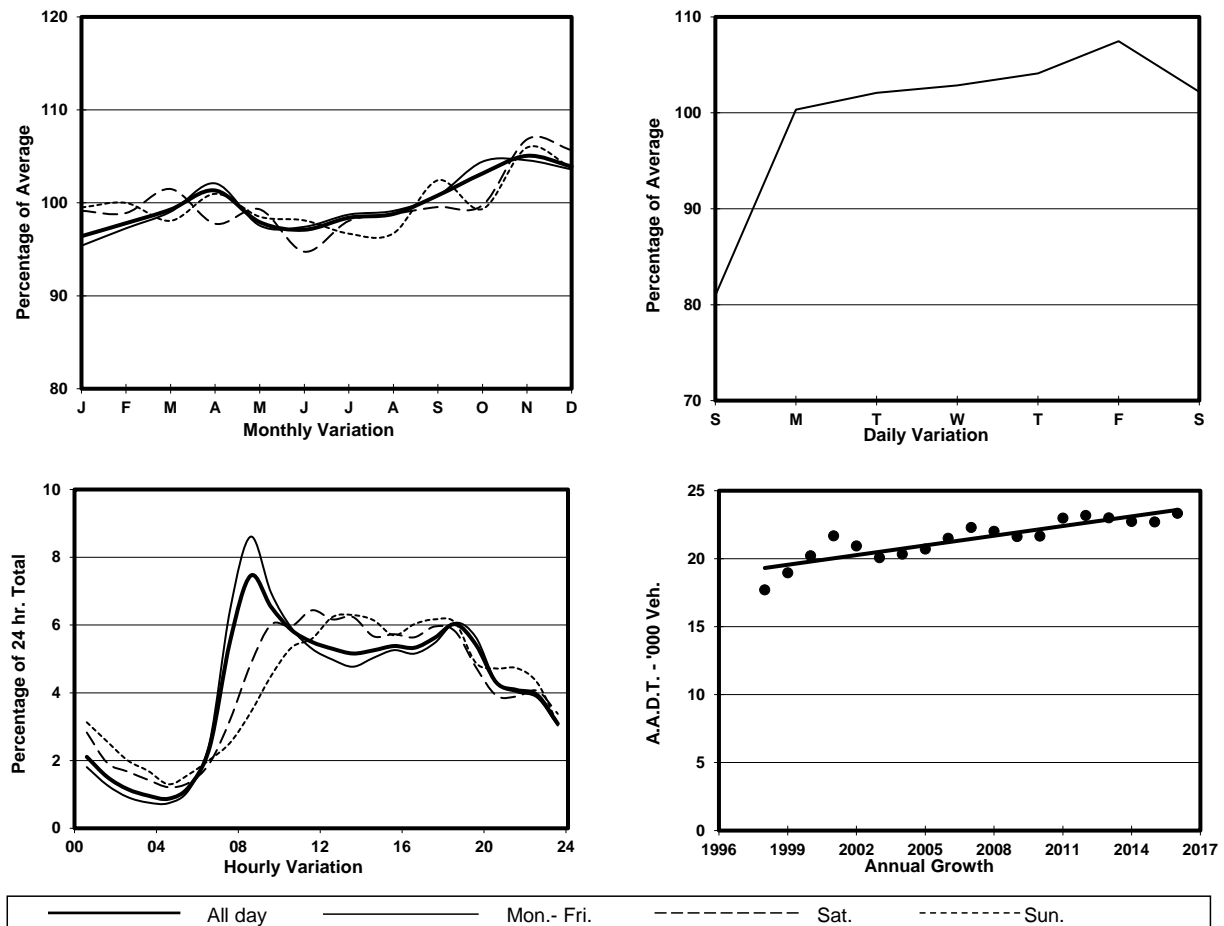 120
110
100
90
80
Percentage of Average
J F M A M J J A S O N D
Monthly Variation
110
100
90
80
70
Percentage of Average
S M T W T F S
Daily Variation
10
8
6
4
2
0
Percentage of 24 hr. Total
00 04 08 12 16 20 24
Hourly Variation
25
20
15
10
5
0
A.A.D.T. - '000 Veh.
1996 1999 2002 2005 2008 2011 2014 2017
Annual Growth
All day Mon.- Fri. Sat. Sun.